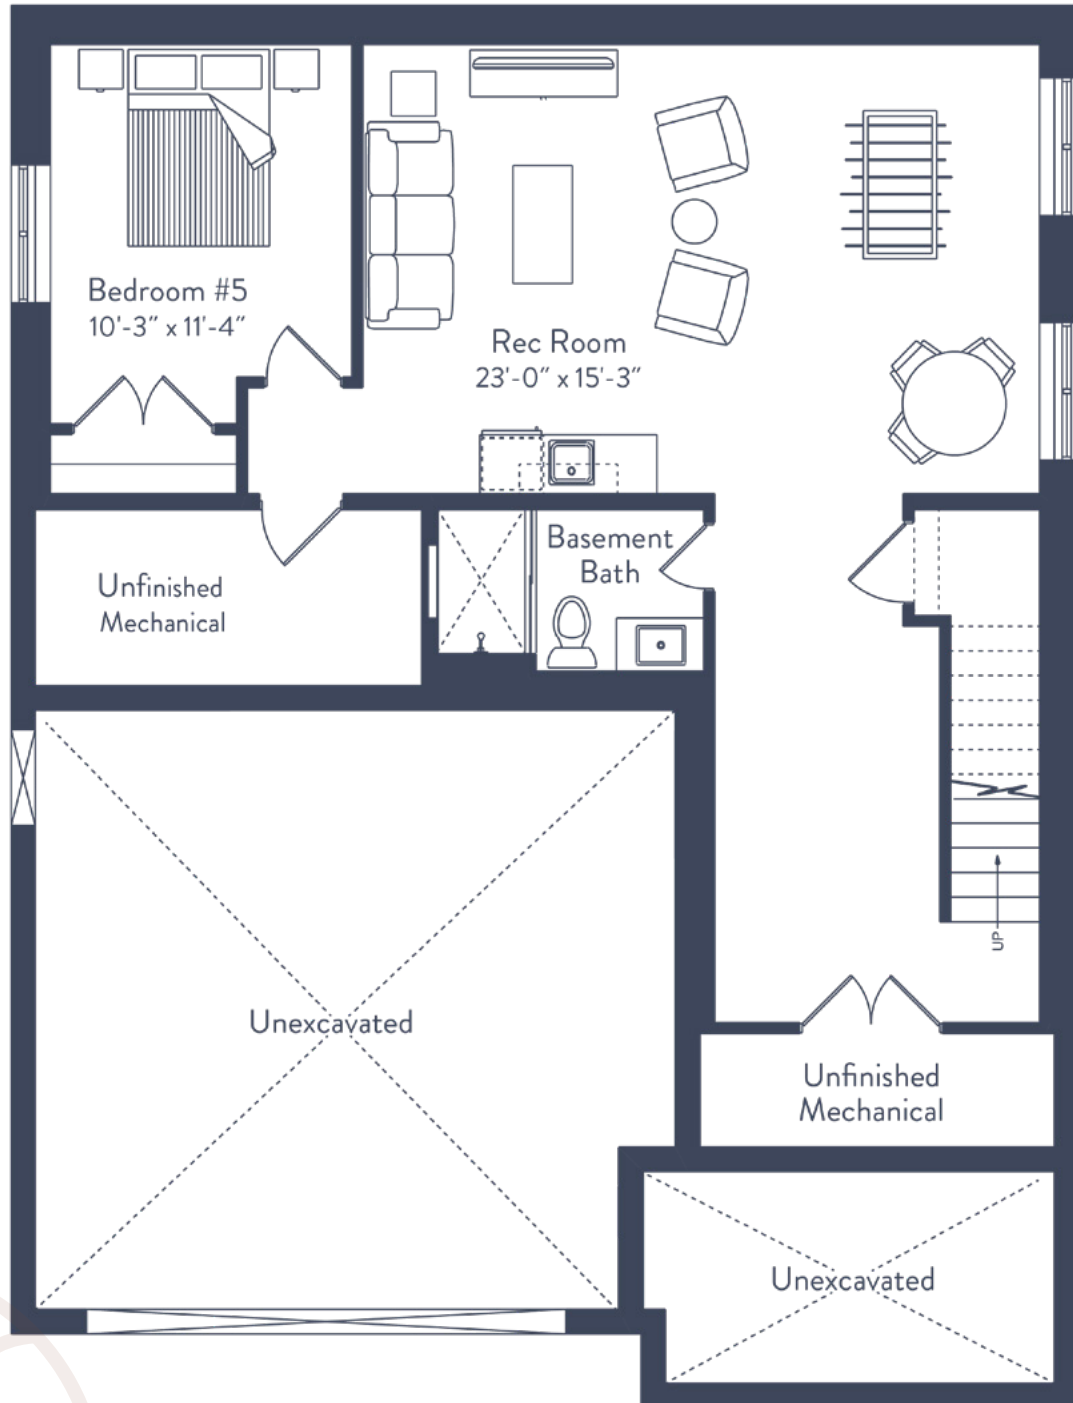 Bedroom #5
10'-3" x 11'-4"
Rec Room
23'-0" x 15'-3"
Basement
Bath
Unfinished
Mechanical
UP
Unexcavated
Unfinished
Mechanical
Unexcavated